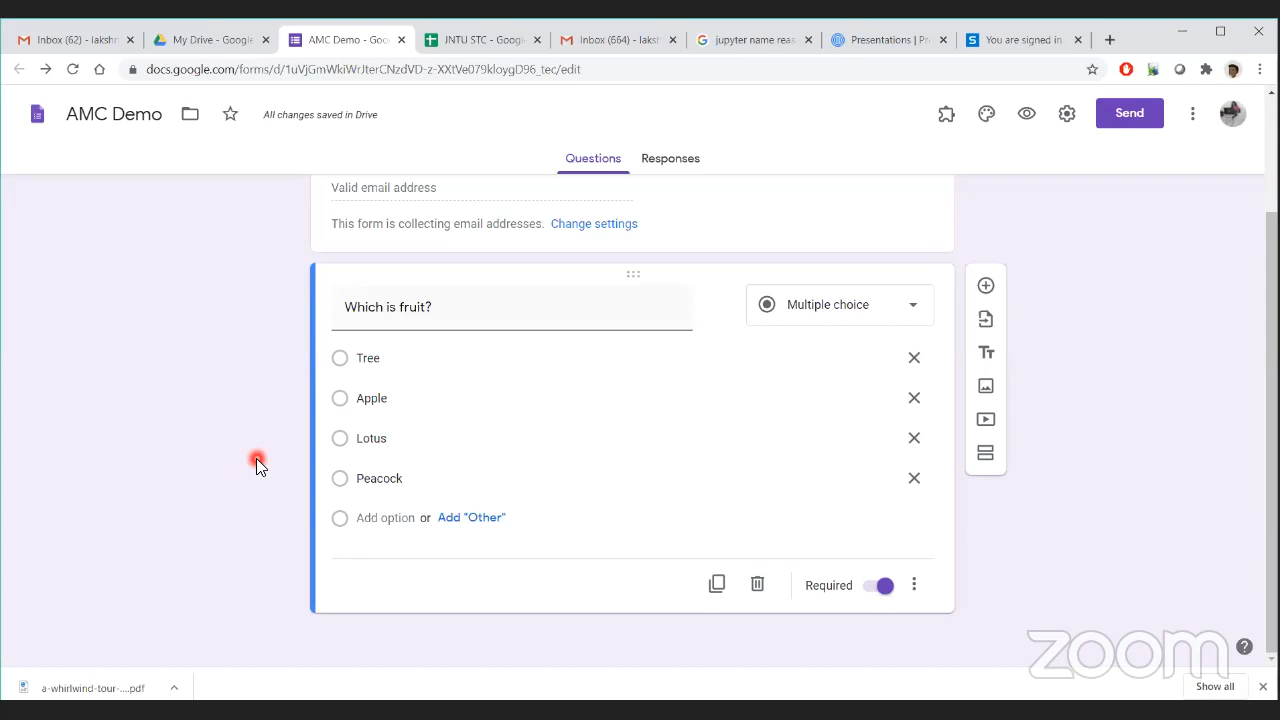 Inbox (62) - lakshm
My Drive - Google
AMC Demo - Goo
JNTU STC - Google
Inbox (664) - laksh
jupyter name reas
Presentations | Pre
You are signed in
docs.google.com/forms/d/1uVjGmWkiWrJterCNzdVD-z-XXtVe079kloygD96_tec/edit
AMC Demo
All changes saved in Drive
Send
Questions
Responses
Valid email address
This form is collecting email addresses. Change settings
Which is fruit?
Multiple choice
Tree
Apple
Lotus
Peacock
Add option or Add "Other"
Required
zoom
a-whirlwind-tour-....pdf
Show all